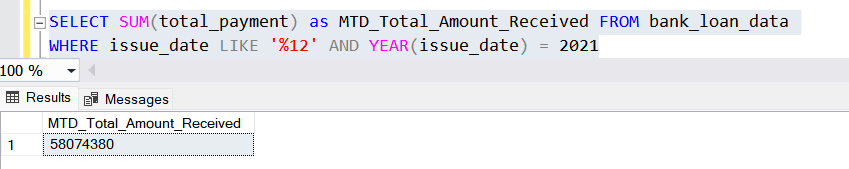 SELECT SUM(total_payment) as MTD_Total_Amount_Received FROM bank_loan_data
WHERE issue_date LIKE '%12' AND YEAR(issue_date) = 2021
100 %
Results Messages
MTD_Total_Amount_Received
1 58074380